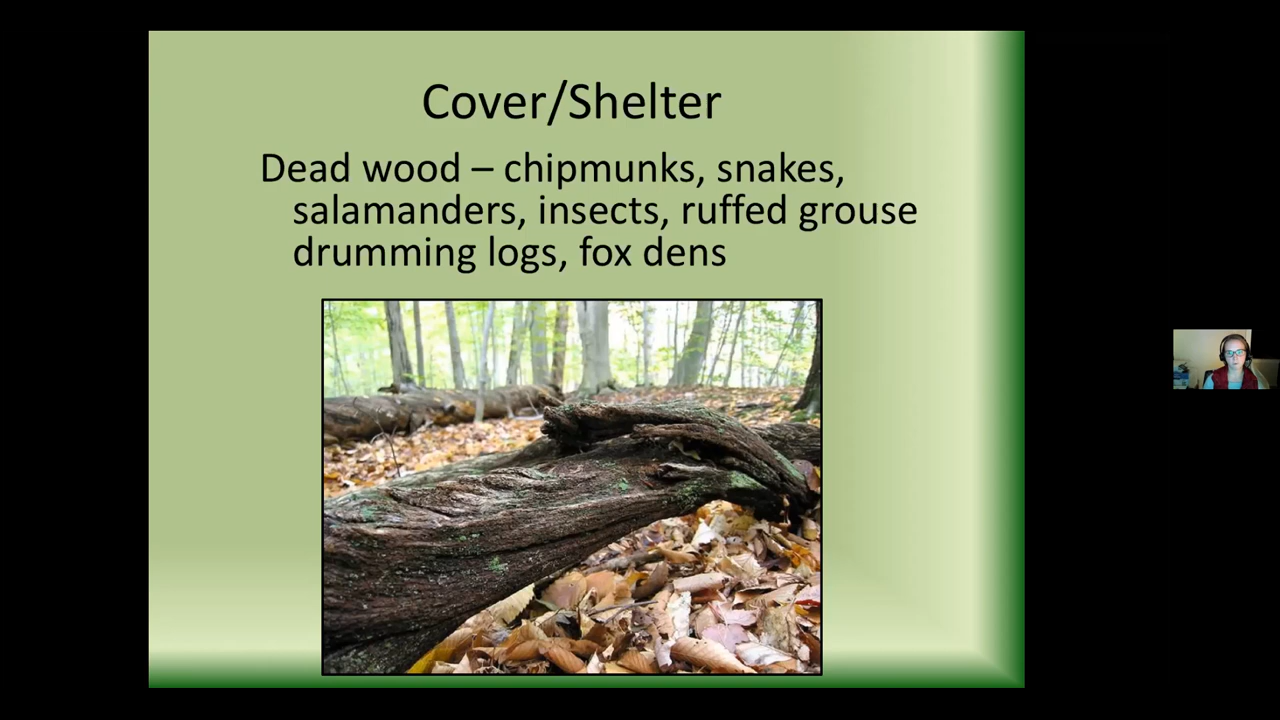 Cover/Shelter
Dead wood – chipmunks, snakes,
salamanders, insects, ruffed grouse
drumming logs, fox dens